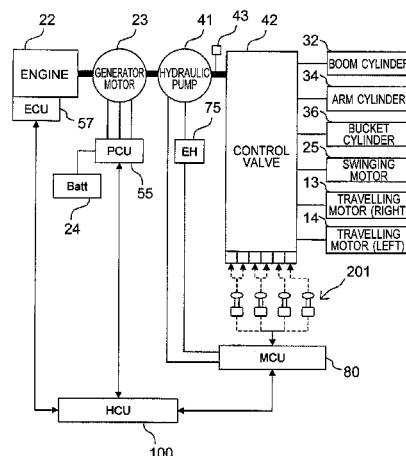 22
23
41
43
42
32
ENGINE
GENERATOR
MOTOR
HYDRAULIC
PUMP
BOOM CYLINDER
34
ARM CYLINDER
ECU
57
75
36
BUCKET
CYLINDER
PCU
EH
CONTROL
VALVE
25
SWINGING
MOTOR
Batt
55
13
TRAVELLING
MOTOR (RIGHT)
24
14
TRAVELLING
MOTOR (LEFT)
201
MCU
80
HCU
100